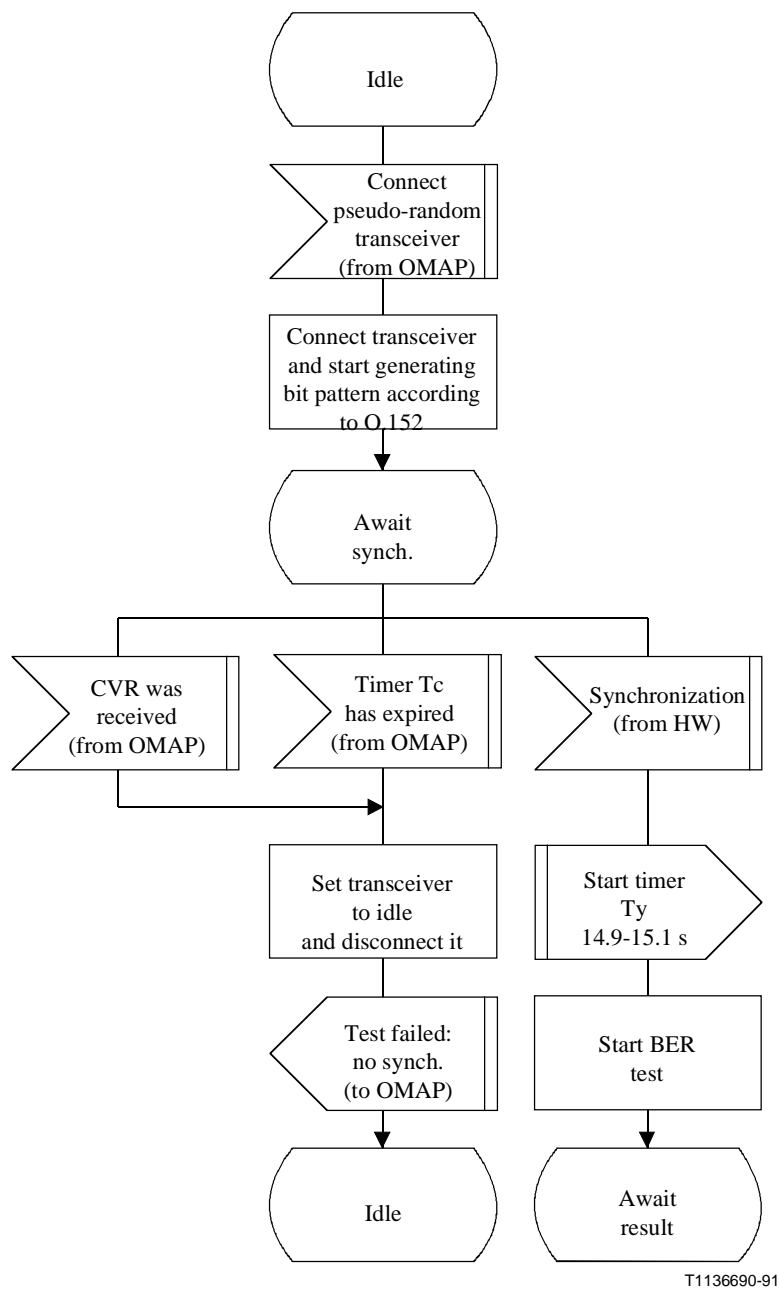 Idle
Connect
pseudo-random
transceiver
(from OMAP)
Connect transceiver
and start generating
bit pattern according
to O.152
Await
synch.
CVR was
received
(from OMAP)
Timer Tc
has expired
(from OMAP)
Synchronization
(from HW)
Set transceiver
to idle
and disconnect it
Start timer
Ty
14.9-15.1 s
Test failed:
no synch.
(to OMAP)
Start BER
test
Idle
Await
result
T1136690-91